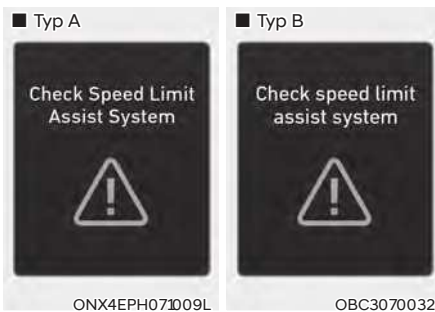 ■ Typ A
Check Speed Limit
Assist System
ONX4EPH071009L
■ Typ B
Check speed limit
assist system
OBC3070032